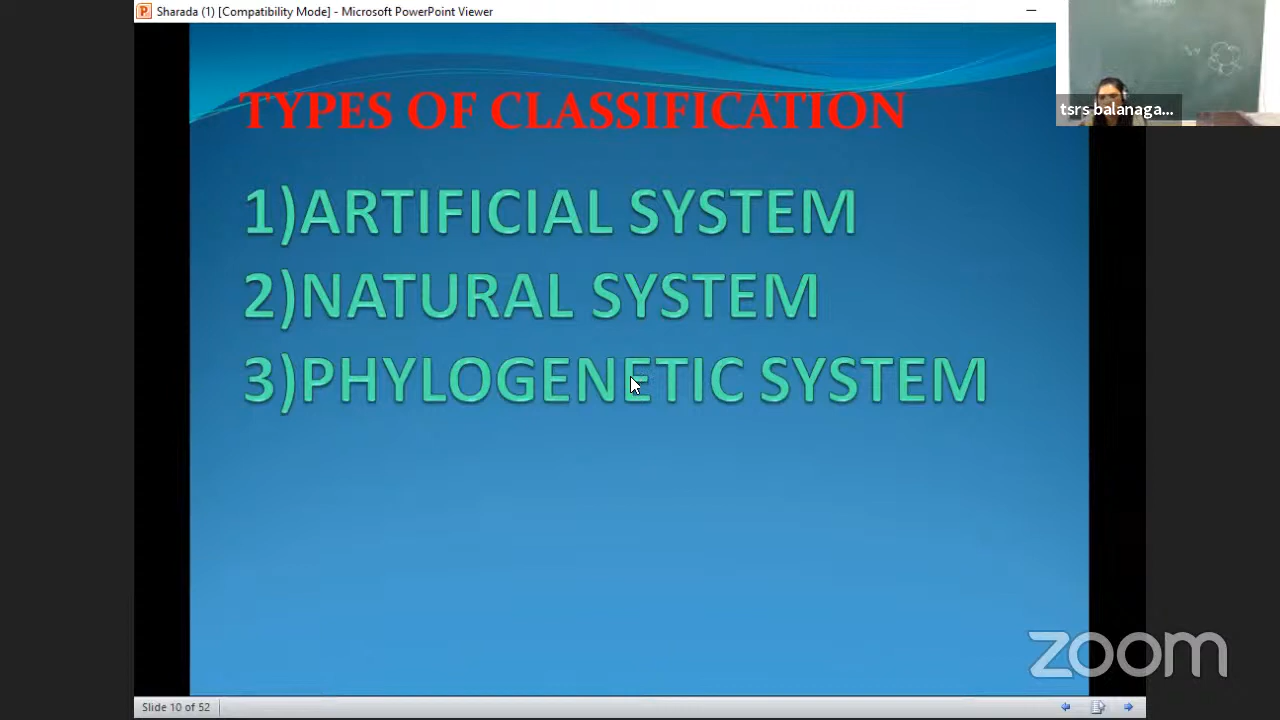 Sharada (1) [Compatibility Mode] - Microsoft PowerPoint Viewer
tsrs balanaga...
TYPES OF CLASSIFICATION
1)ARTIFICIAL SYSTEM
2)NATURAL SYSTEM
3)PHYLOGENETIC SYSTEM
zoom
Slide 10 of 52